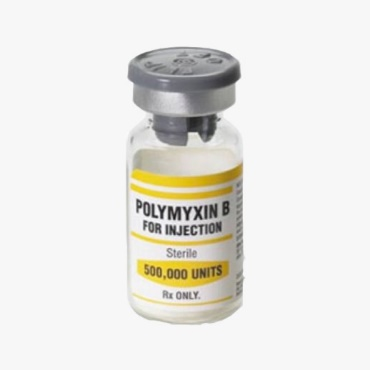 POLYMYXIN B
FOR INJECTION
Sterile
500,000 UNITS
Rx ONLY.